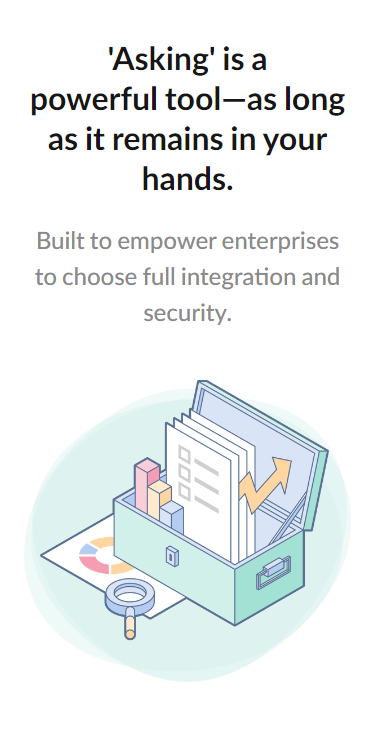 'Asking' is a
powerful tool—as long
as it remains in your
hands.
Built to empower enterprises
to choose full integration and
security.